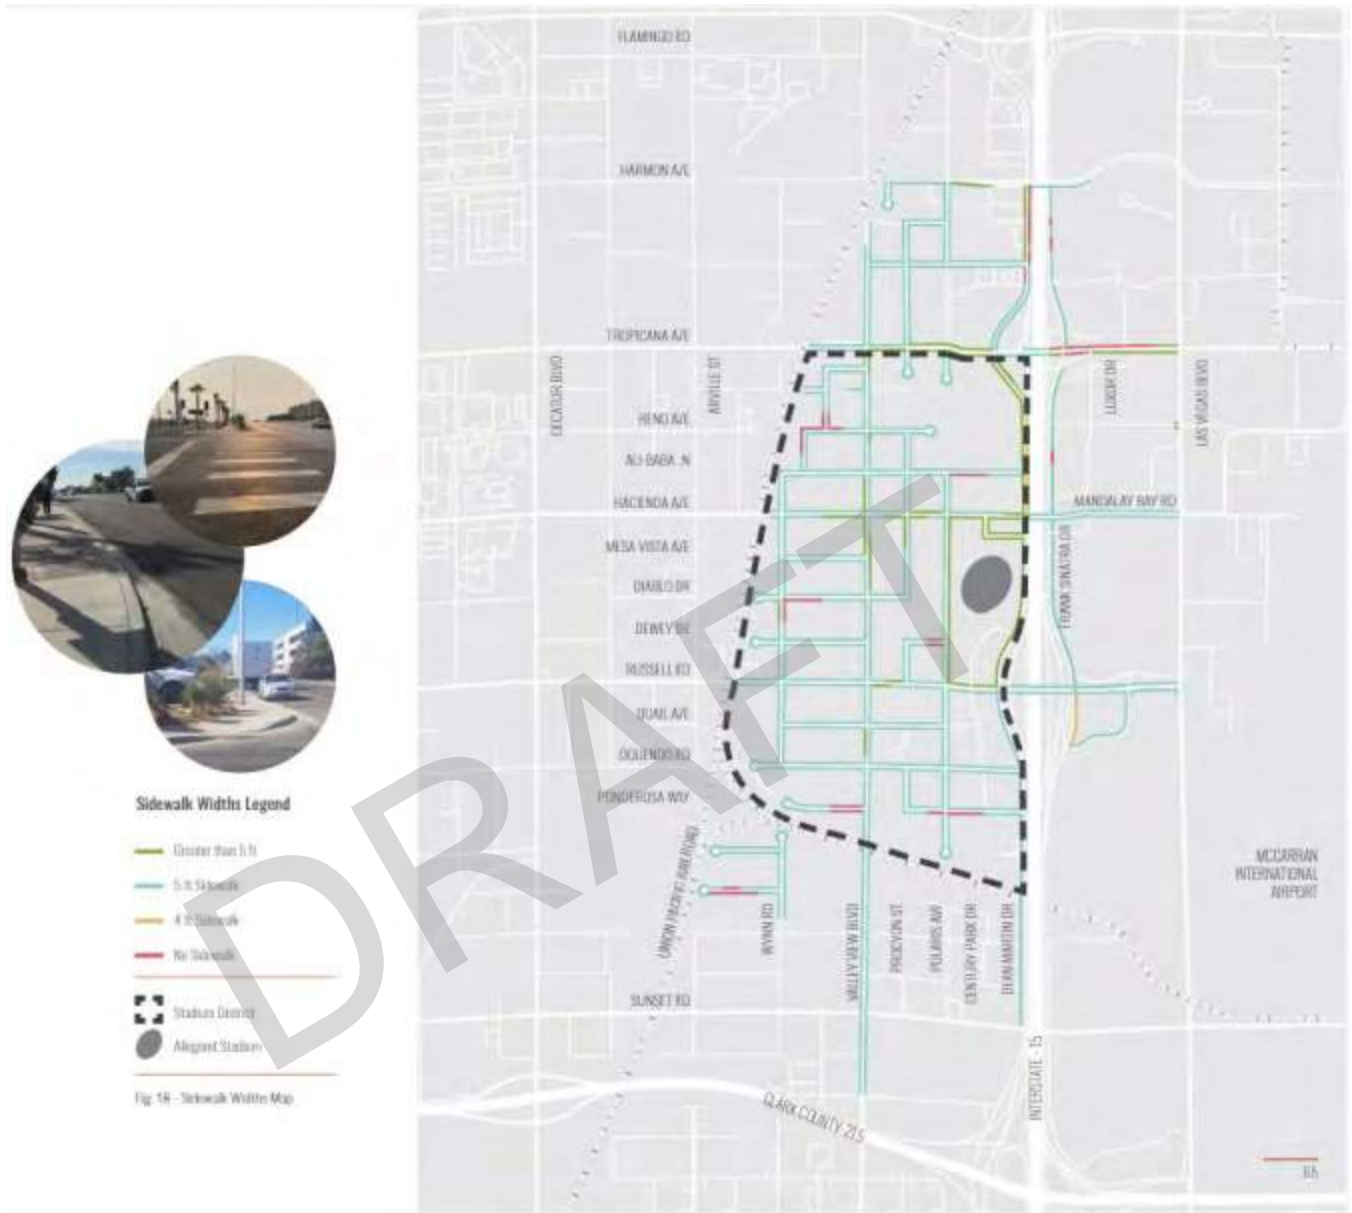 FLAMINGO RD
HARMON AVE
TROPICANA AVE
DECATUR BLVD
ARVILLE ST
LUXOR DR
LAS VEGAS BLVD
RENO AVE
ALI-BABA LN
HACIENDA AVE
MANDALAY BAY RD
MESA VISTA AVE
FRANK SINATRA DR
DIABLO DR
DEWEY DR
RUSSELL RD
QUAIL AVE
OQUENDO RD
PONDEROSA WAY
UNION PACIFIC RAILROAD
WYNN RD
VALLEY VIEW BLVD
PROCYON ST
POLARIS AVE
CENTURY PARK DR
DEAN MARTIN DR
MCCARRAN
INTERNATIONAL
AIRPORT
SUNSET RD
INTERSTATE - 15
CLARK COUNTY 215
DRAFT
Sidewalk Widths Legend
Greater than 5 ft
5 ft Sidewalk
4 ft Sidewalk
No Sidewalk
Stadium District
Allegiant Stadium
Fig. 16 - Sidewalk Widths Map